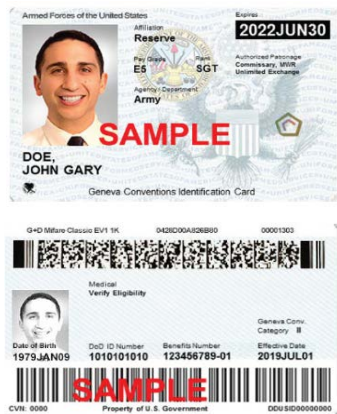 Armed Forces of the United States
Expires
2022JUN30
Affiliation
Reserve
Pay Grade
E5
Rank
SGT
Authorized Patronage
Commissary, MWR
Unlimited Exchange
Agency/Department
Army
SAMPLE
DOE,
JOHN GARY
Geneva Conventions Identification Card
G+D Mifare Classic EV1 1K 0428D00A826B80 00001303
Medical
Verify Eligibility
Geneva Conv.
Category II
Date of Birth
1979JAN09
DoD ID Number
1010101010
Benefits Number
123456789-01
Effective Date
2019JUL01
SAMPLE
CVN: 0000 Property of U.S. Government DDUSID00000000